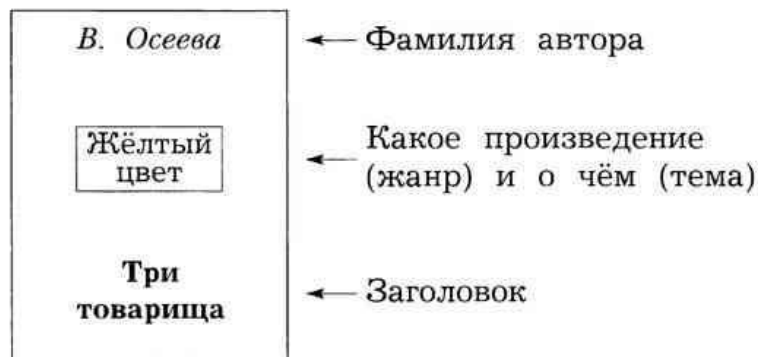 В. Осеева ← Фамилия автора
Жёлтый
цвет
← Какое произведение
(жанр) и о чём (тема)
Три
товарища
← Заголовок